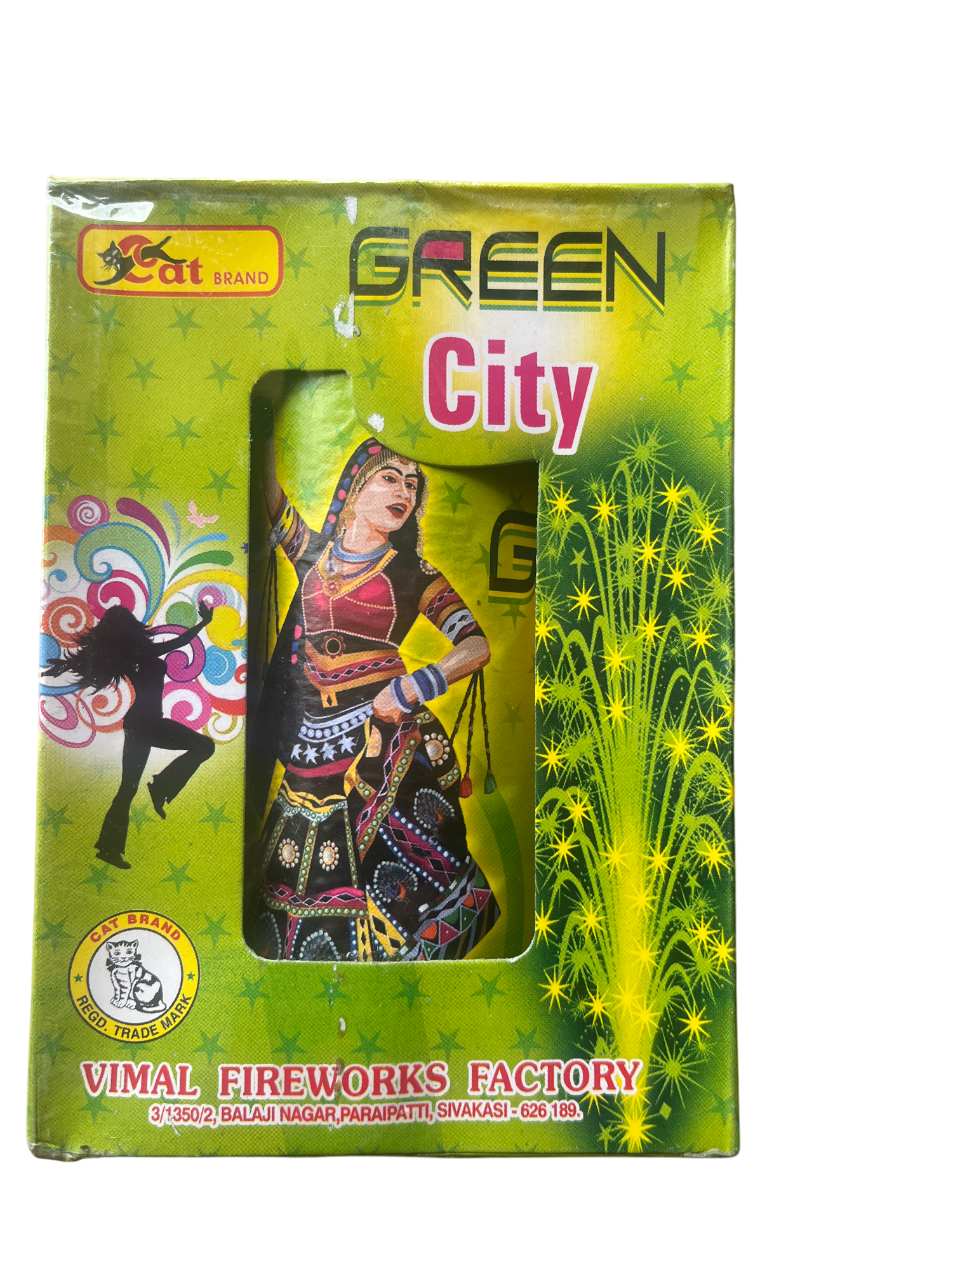 Cat BRAND
GREEN
City
G
CAT BRAND
REGD. TRADE MARK
VIMAL FIREWORKS FACTORY
3/1350/2, BALAJI NAGAR,PARAIPATTI, SIVAKASI - 626 189.